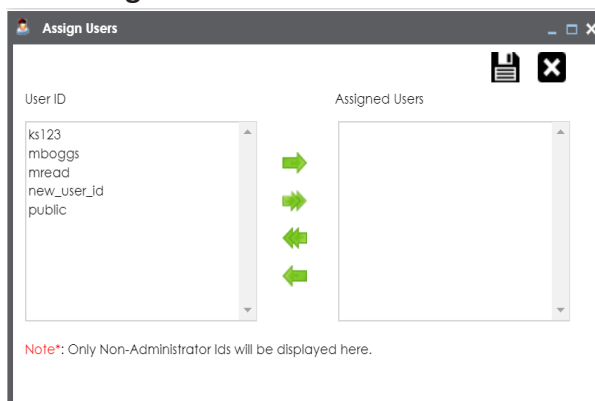 Assign Users
User ID
Assigned Users
ks123
mboggs
mread
new_user_id
public
Note*: Only Non-Administrator Ids will be displayed here.